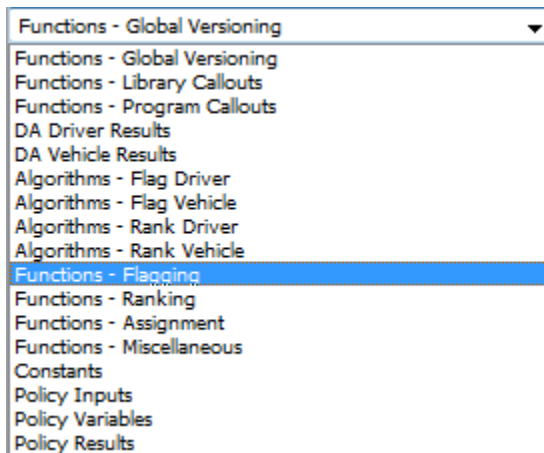 Functions - Global Versioning
Functions - Global Versioning
Functions - Library Callouts
Functions - Program Callouts
DA Driver Results
DA Vehicle Results
Algorithms - Flag Driver
Algorithms - Flag Vehicle
Algorithms - Rank Driver
Algorithms - Rank Vehicle
Functions - Flagging
Functions - Ranking
Functions - Assignment
Functions - Miscellaneous
Constants
Policy Inputs
Policy Variables
Policy Results